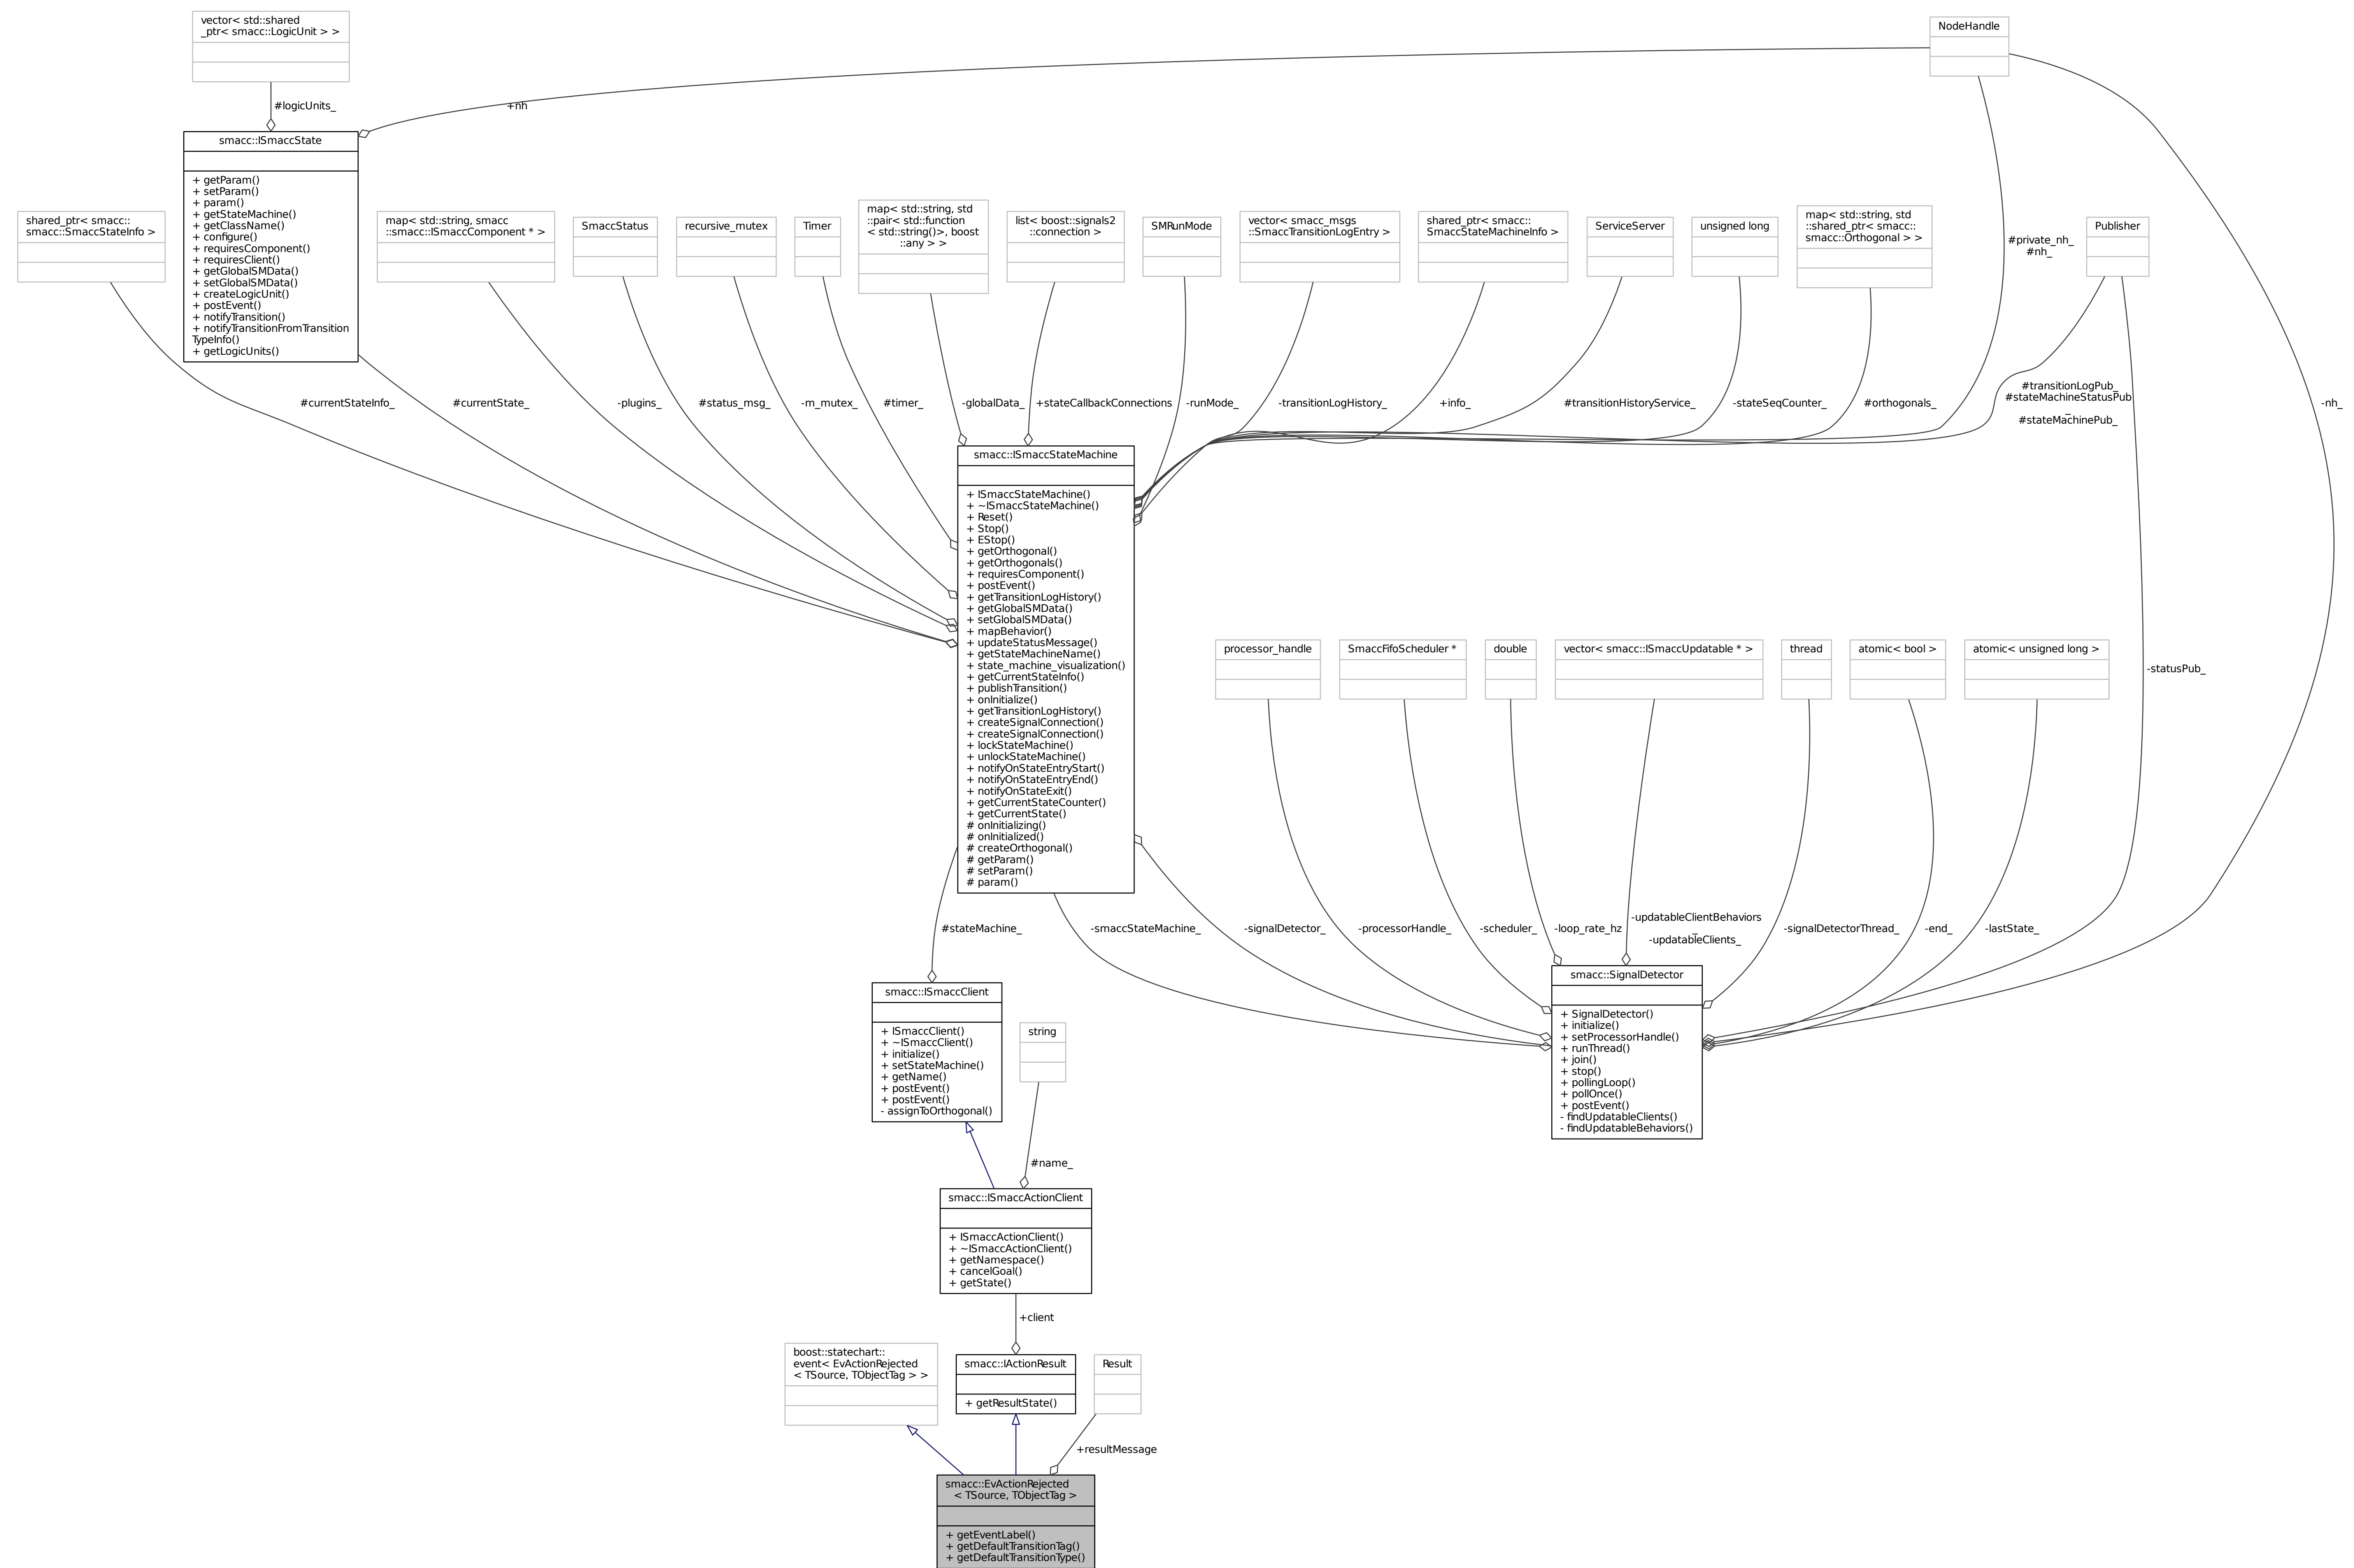 vector< std::shared
_ptr< smacc::LogicUnit > >
NodeHandle
#logicUnits_
+nh
smacc::ISmaccState
+ getParam()
+ setParam()
+ param()
+ getStateMachine()
+ getClassName()
+ configure()
+ requiresComponent()
+ requiresClient()
+ getGlobalSMData()
+ setGlobalSMData()
+ createLogicUnit()
+ postEvent()
+ notifyTransition()
+ notifyTransitionFromTransition
TypeInfo()
+ getLogicUnits()
shared_ptr< smacc::
smacc::SmaccStateInfo >
map< std::string, smacc
::smacc::ISmaccComponent * >
SmaccStatus
recursive_mutex
Timer
map< std::string, std
::pair< std::function
< std::string()>, boost
::any > >
list< boost::signals2
::connection >
SMRunMode
vector< smacc_msgs
::SmaccTransitionLogEntry >
shared_ptr< smacc::
SmaccStateMachineInfo >
ServiceServer
unsigned long
map< std::string, std
::shared_ptr< smacc::
smacc::Orthogonal > >
#private_nh_
#nh_
Publisher
#currentStateInfo_
#currentState_
-plugins_
#status_msg_
-m_mutex_
#timer_
-globalData_
+stateCallbackConnections
-runMode_
-transitionLogHistory_
+info_
#transitionHistoryService_
-stateSeqCounter_
#orthogonals_
#transitionLogPub_
#stateMachineStatusPub
_
#stateMachinePub_
-nh_
smacc::ISmaccStateMachine
+ ISmaccStateMachine()
+ ~ISmaccStateMachine()
+ Reset()
+ Stop()
+ EStop()
+ getOrthogonal()
+ getOrthogonals()
+ requiresComponent()
+ postEvent()
+ getTransitionLogHistory()
+ getGlobalSMData()
+ setGlobalSMData()
+ mapBehavior()
+ updateStatusMessage()
+ getStateMachineName()
+ state_machine_visualization()
+ getCurrentStateInfo()
+ publishTransition()
+ onInitialize()
+ getTransitionLogHistory()
+ createSignalConnection()
+ createSignalConnection()
+ lockStateMachine()
+ unlockStateMachine()
+ notifyOnStateEntryStart()
+ notifyOnStateEntryEnd()
+ notifyOnStateExit()
+ getCurrentStateCounter()
+ getCurrentState()
# onInitializing()
# onInitialized()
# createOrthogonal()
# getParam()
# setParam()
# param()
processor_handle
SmaccFifoScheduler *
double
vector< smacc::ISmaccUpdatable * >
thread
atomic< bool >
atomic< unsigned long >
-statusPub_
#stateMachine_
-smaccStateMachine_
-signalDetector_
-processorHandle_
-scheduler_
-loop_rate_hz
-updatableClientBehaviors
_
-updatableClients_
-signalDetectorThread_
-end_
-lastState_
smacc::SignalDetector
+ SignalDetector()
+ initialize()
+ setProcessorHandle()
+ runThread()
+ join()
+ stop()
+ pollingLoop()
+ pollOnce()
+ postEvent()
- findUpdatableClients()
- findUpdatableBehaviors()
smacc::ISmaccClient
+ ISmaccClient()
+ ~ISmaccClient()
+ initialize()
+ setStateMachine()
+ getName()
+ postEvent()
+ postEvent()
- assignToOrthogonal()
string
#name_
smacc::ISmaccActionClient
+ ISmaccActionClient()
+ ~ISmaccActionClient()
+ getNamespace()
+ cancelGoal()
+ getState()
+client
boost::statechart::
event< EvActionRejected
< TSource, TObjectTag > >
smacc::IActionResult
+ getResultState()
Result
+resultMessage
smacc::EvActionRejected
< TSource, TObjectTag >
+ getEventLabel()
+ getDefaultTransitionTag()
+ getDefaultTransitionType()